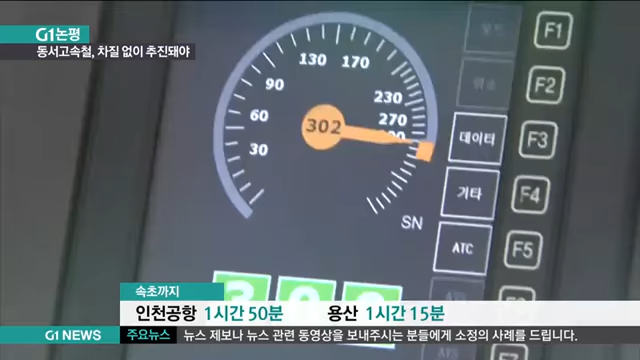 G1논평
동서고속철, 차질 없이 추진돼야
30
60
90
130
170
230
270
302
SN
F1
F2
데이터 F3
기타 F4
ATC F5
속초까지
인천공항 1시간 50분 용산 1시간 15분
G1 NEWS 주요뉴스 뉴스 제보나 뉴스 관련 동영상을 보내주시는 분들에게 소정의 사례를 드립니다.